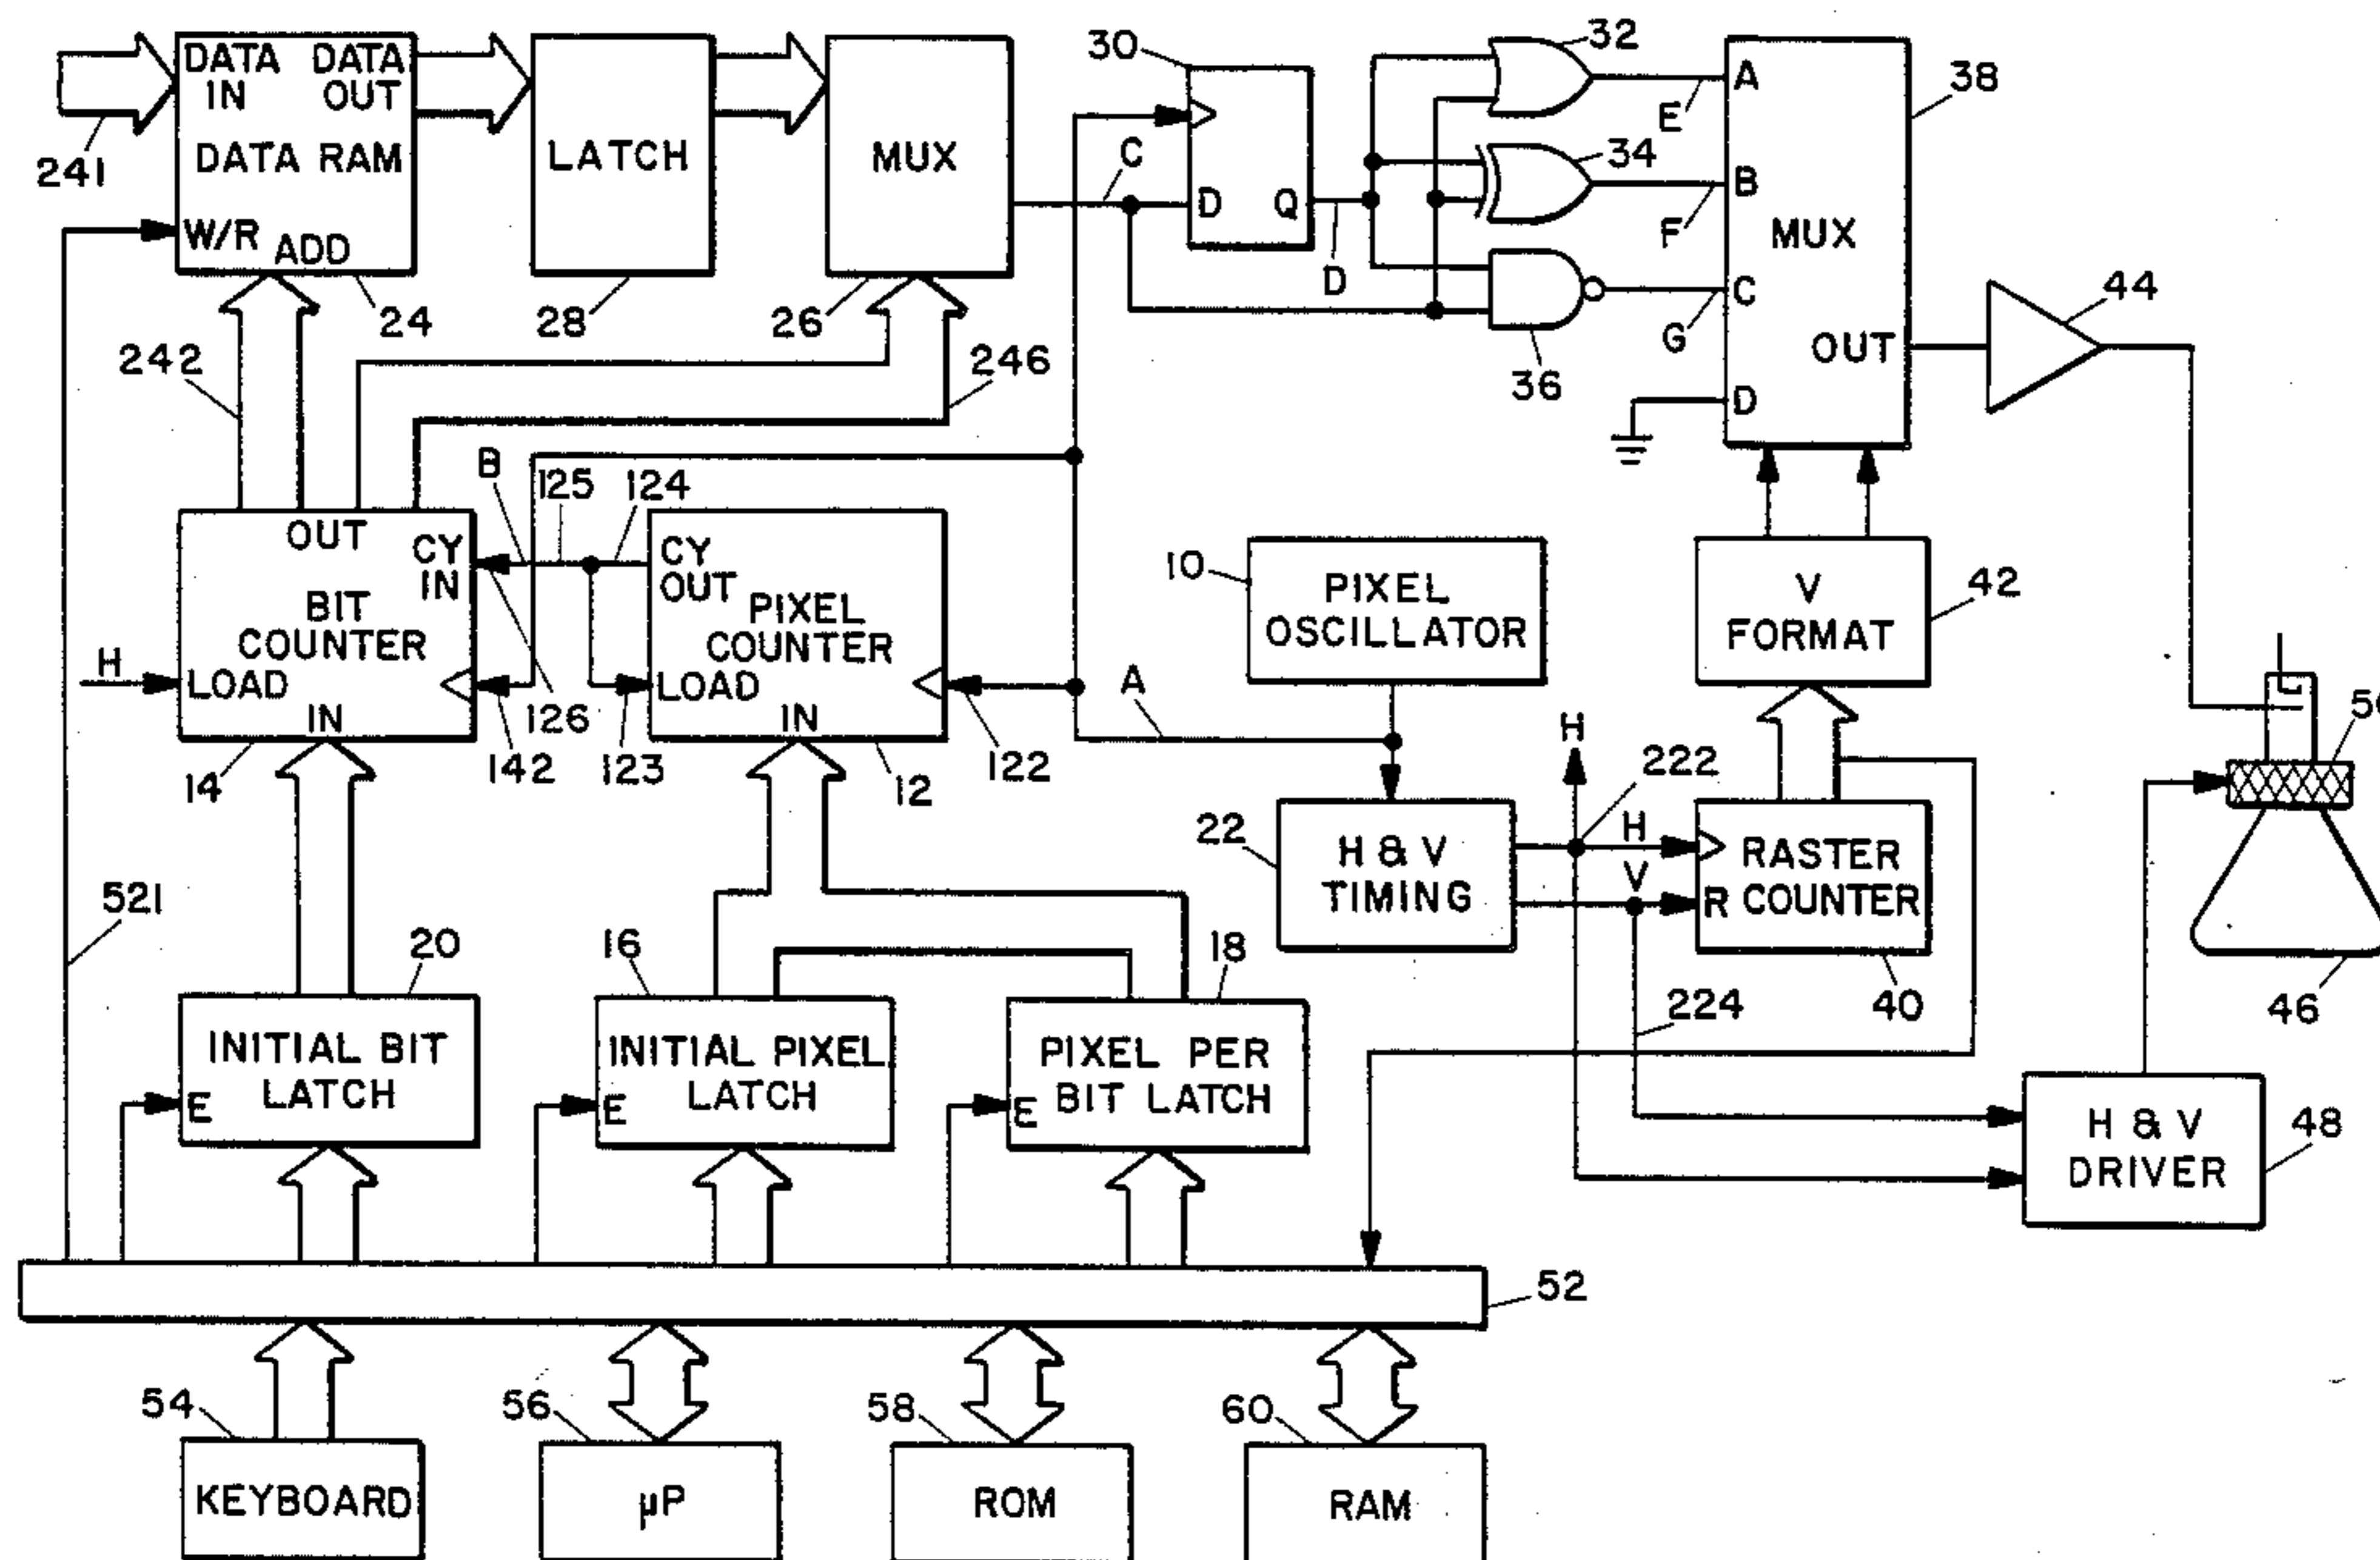 DATA IN
DATA OUT
DATA RAM
W/R
ADD
241
24
LATCH
28
MUX
26
C
30
D
Q
D
32
34
36
E
F
G
A
B
C
D
MUX
OUT
38
44
242
246
OUT
CY IN
BIT COUNTER
LOAD
IN
H
14
B
125
124
126
142
123
CY OUT
PIXEL COUNTER
LOAD
IN
12
122
A
10
PIXEL OSCILLATOR
V FORMAT
42
22
H & V TIMING
H
222
H
V
R
RASTER COUNTER
40
224
46
H & V DRIVER
48
521
20
INITIAL BIT LATCH
E
16
INITIAL PIXEL LATCH
E
18
PIXEL PER BIT LATCH
E
52
54
KEYBOARD
56
µP
58
ROM
60
RAM